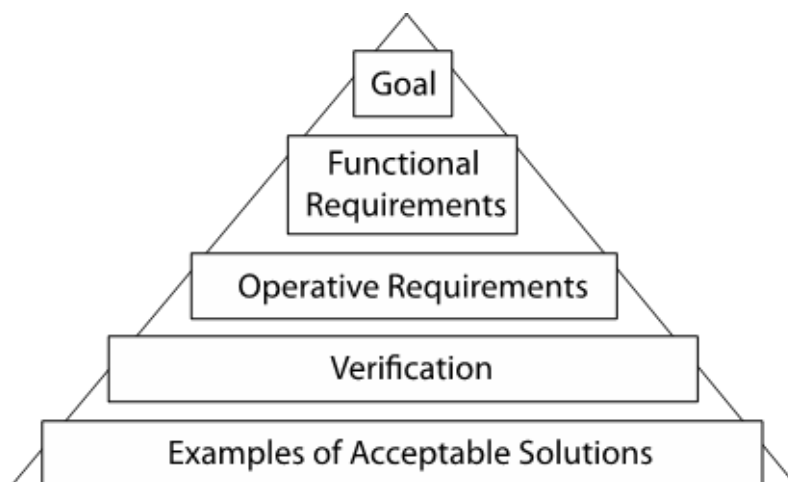 Goal
Functional
Requirements
Operative Requirements
Verification
Examples of Acceptable Solutions